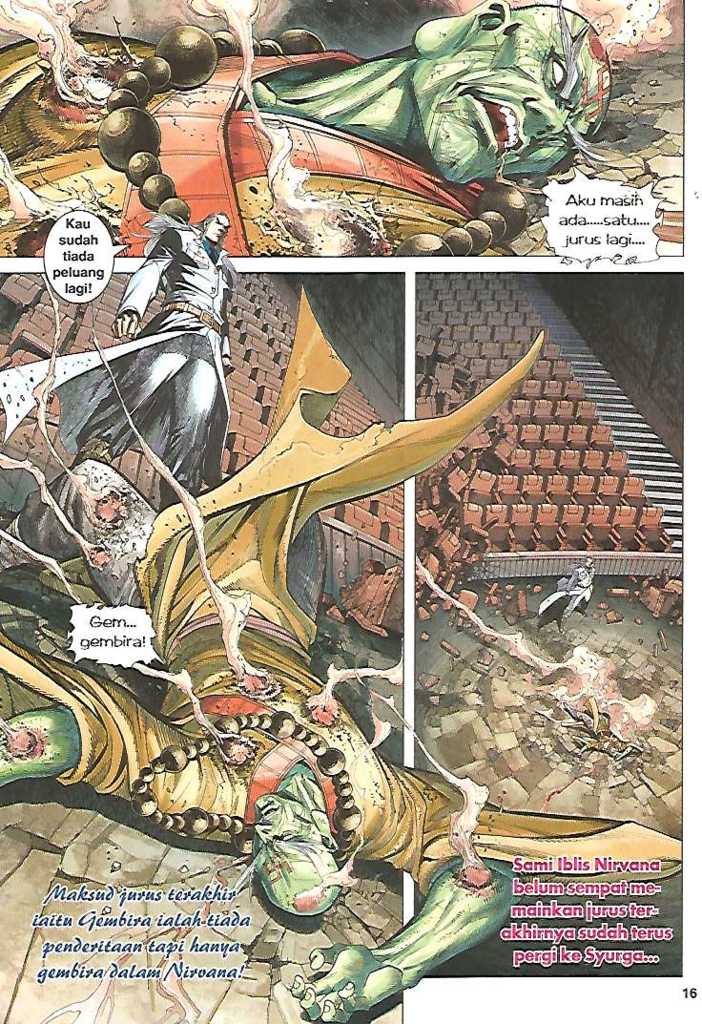 Aku masih
ada.....satu....
jurus lagi....
Kau
sudah
tiada
peluang
lagi!
Gem...
gembira!
Maksud jurus terakhir
iaitu Gembira ialah tiada
penderitaan tapi hanya
gembira dalam Nirvana!
Sami Iblis Nirvana
belum sempat me-
mainkan jurus ter-
akhirnya sudah terus
pergi ke Syurga...
16